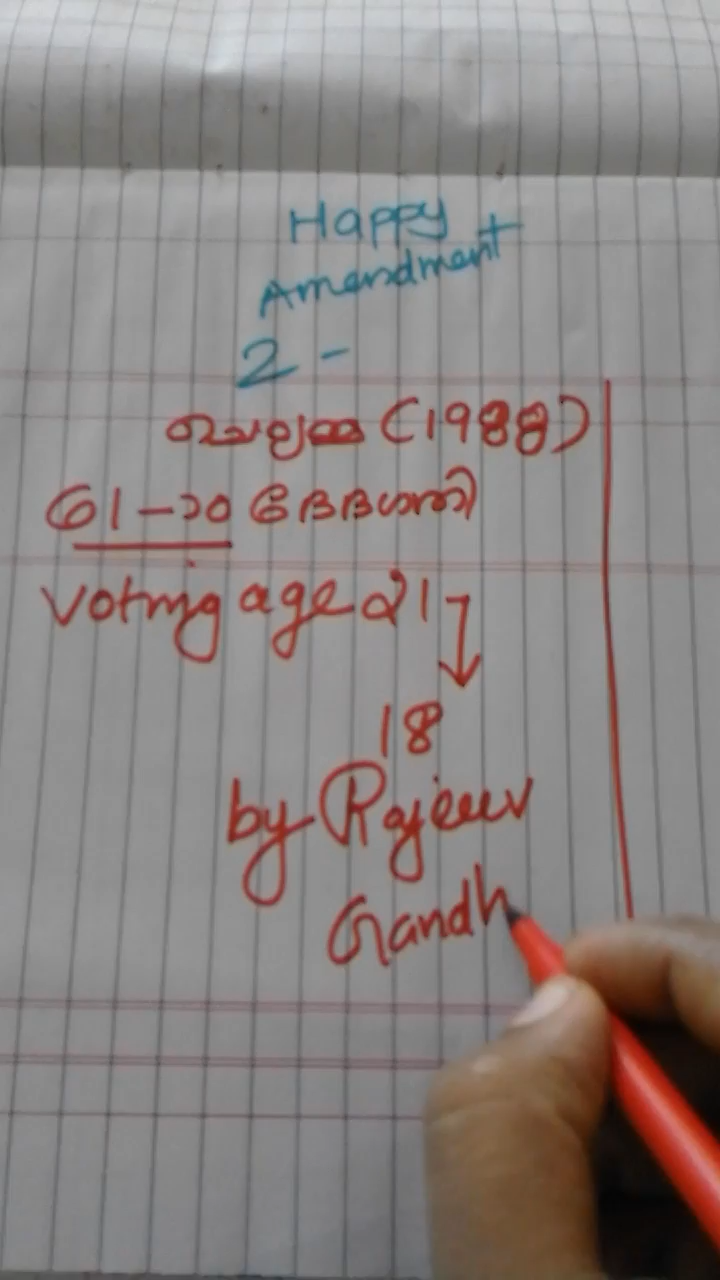 Happy
Amendment
2 -
(1988)
61-ാം ഭേദഗതി
Voting age 21
↓
18
by Rajeev
Gandh